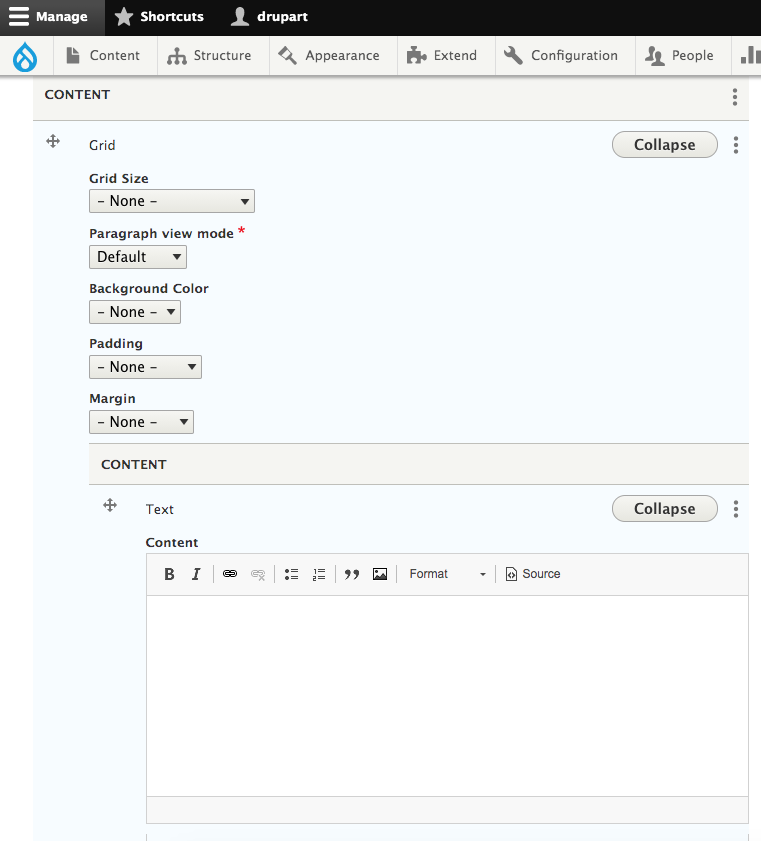 Manage Shortcuts drupart
Content Structure Appearance Extend Configuration People
CONTENT
Grid Collapse
Grid Size
- None -
Paragraph view mode *
Default
Background Color
- None -
Padding
- None -
Margin
- None -
CONTENT
Text Collapse
Content
B I Format Source